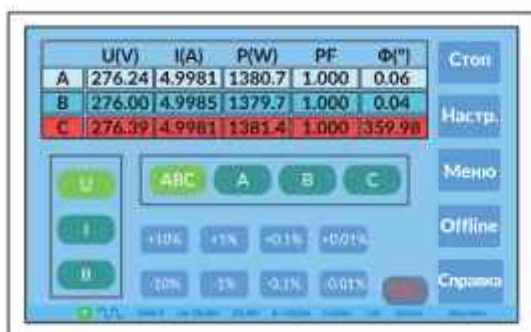 U(V) I(A) P(W) PF Φ(°) Стоп
A 276.24 4.9981 1380.7 1.000 0.06
B 276.00 4.9985 1379.7 1.000 0.04 Настр.
C 276.39 4.9981 1381.4 1.000 359.98
U ABC A B C Меню
I +10% +1% +0.1% +0.01% Offline
B -10% -1% -0.1% -0.01% Справка